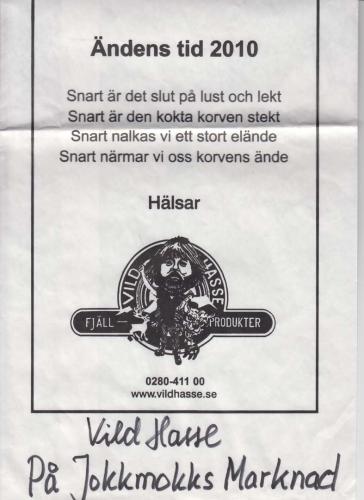 Ändens tid 2010
Snart är det slut på lust och lekt
Snart är den kokta korven stekt
Snart nalkas vi ett stort elände
Snart närmar vi oss korvens ände
Hälsar
VILD HASSE
FJÄLL PRODUKTER
0280-411 00
www.vildhasse.se
Vild Hasse
På Jokkmokks Marknad